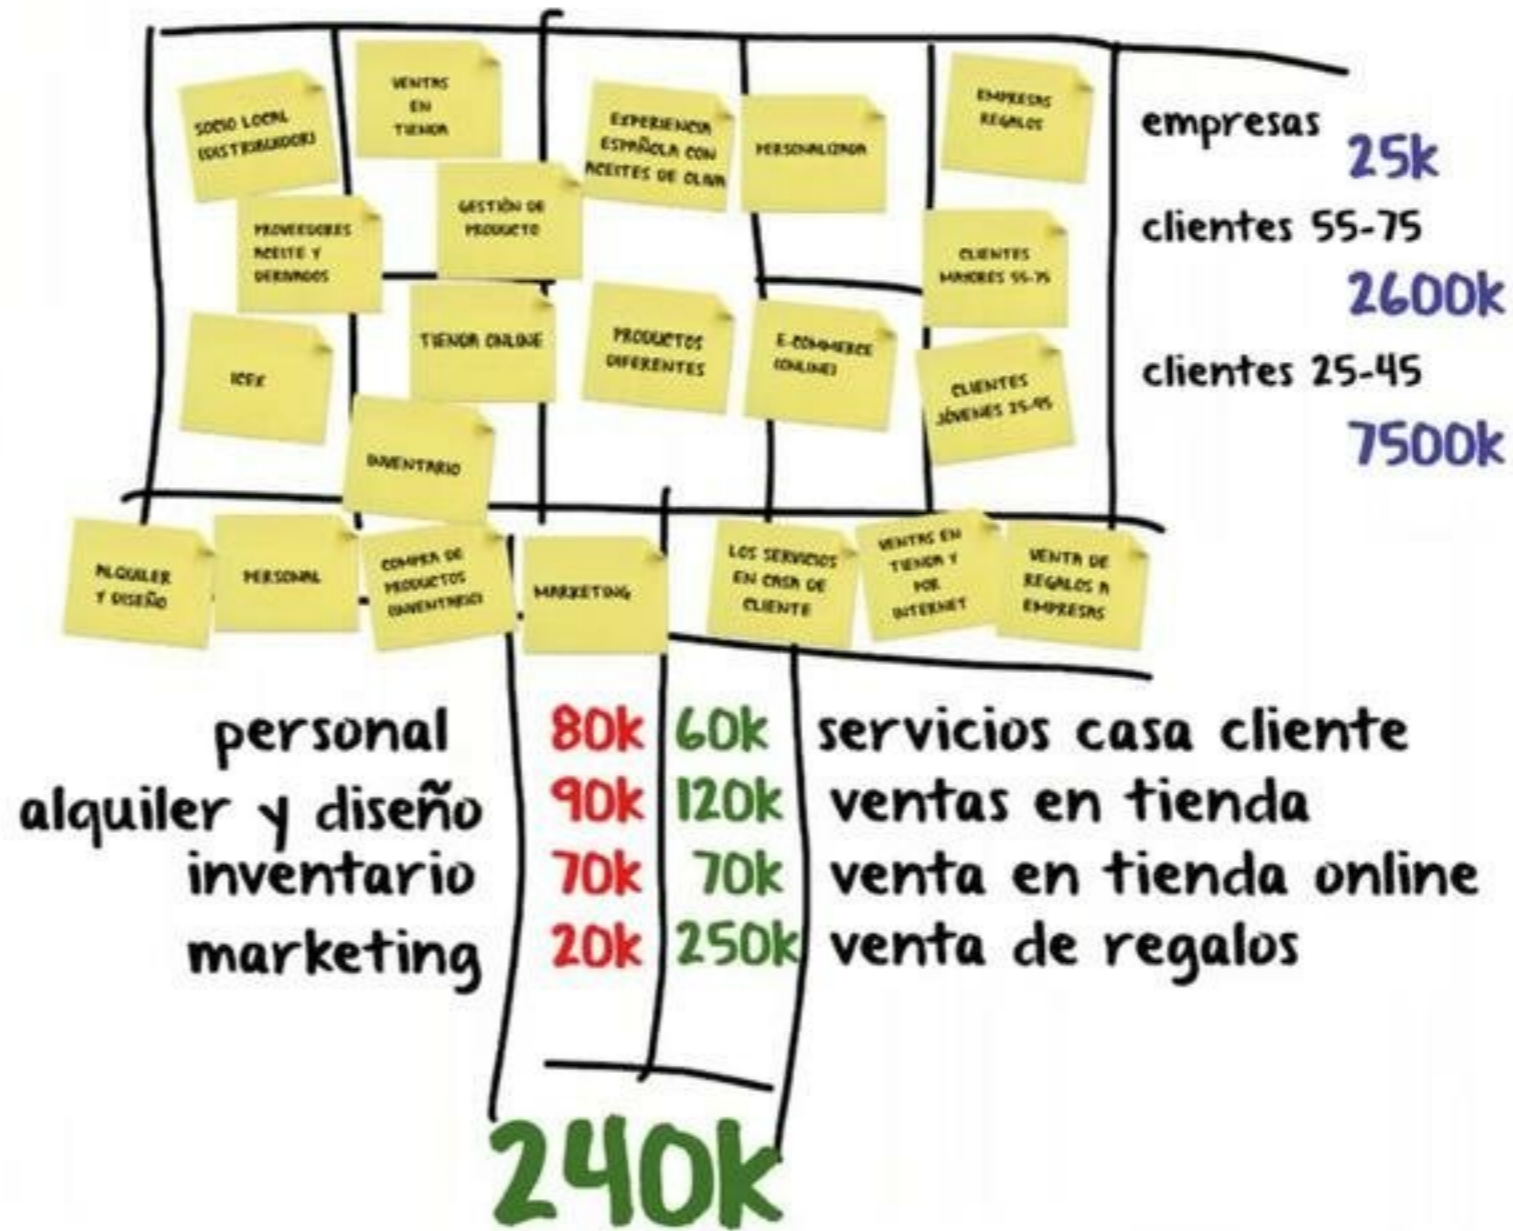 SOCIO LOCAL
(DISTRIBUIDOR)
PROVEEDORES
ACEITE Y
DERIVADOS
ICEX
VENTAS
EN
TIENDA
GESTIÓN DE
PRODUCTO
TIENDA ONLINE
INVENTARIO
EXPERIENCIA
ESPAÑOLA CON
ACEITES DE OLIVA
PRODUCTOS
DIFERENTES
PERSONALIZADA
E-COMMERCE
(ONLINE)
EMPRESAS
REGALOS
CLIENTES
MAYORES 55-75
CLIENTES
JÓVENES 25-45
empresas
25k
clientes 55-75
2600k
clientes 25-45
7500k
ALQUILER
Y DISEÑO
PERSONAL
COMPRA DE
PRODUCTOS
(INVENTARIO)
MARKETING
LOS SERVICIOS
EN CASA DE
CLIENTE
VENTAS EN
TIENDA Y
POR
INTERNET
VENTA DE
REGALOS A
EMPRESAS
personal 80k 60k servicios casa cliente
alquiler y diseño 90k 120k ventas en tienda
inventario 70k 70k venta en tienda online
marketing 20k 250k venta de regalos
240k